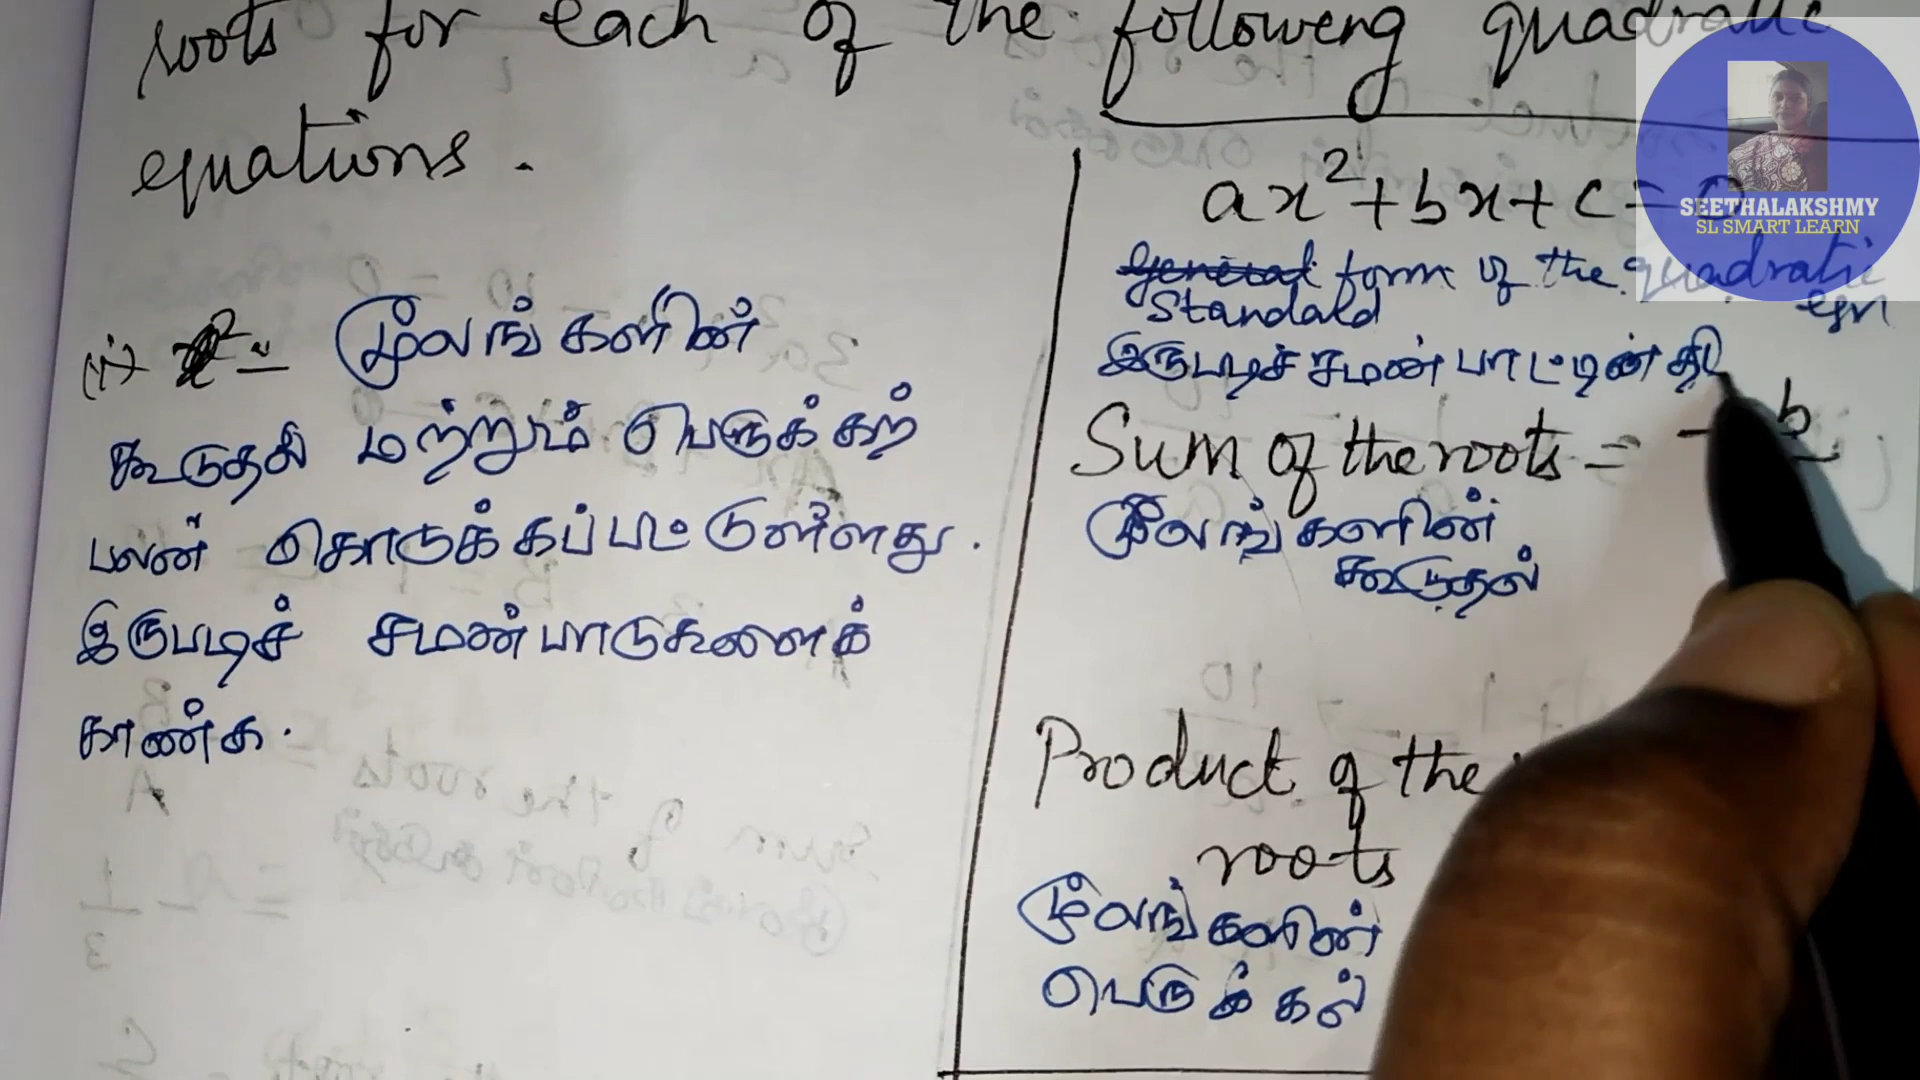 roots for each of the following quadratic
equations.
(i)
மூலங்களின்
கூடுதல் மற்றும் பெருக்கற்
பலன் கொடுக்கப்பட்டுள்ளது.
இருபடிச் சமன்பாடுகளைக்
காண்க.
ax²+bx+c=0
general form of the quadratic
Standard eqn
இருபடிச் சமன்பாட்டின் தி
Sum of the roots = -b
மூலங்களின்
கூடுதல்
Product of the
roots
மூலங்களின்
பெருக்கல்
SEETHALAKSHMY
SL SMART LEARN